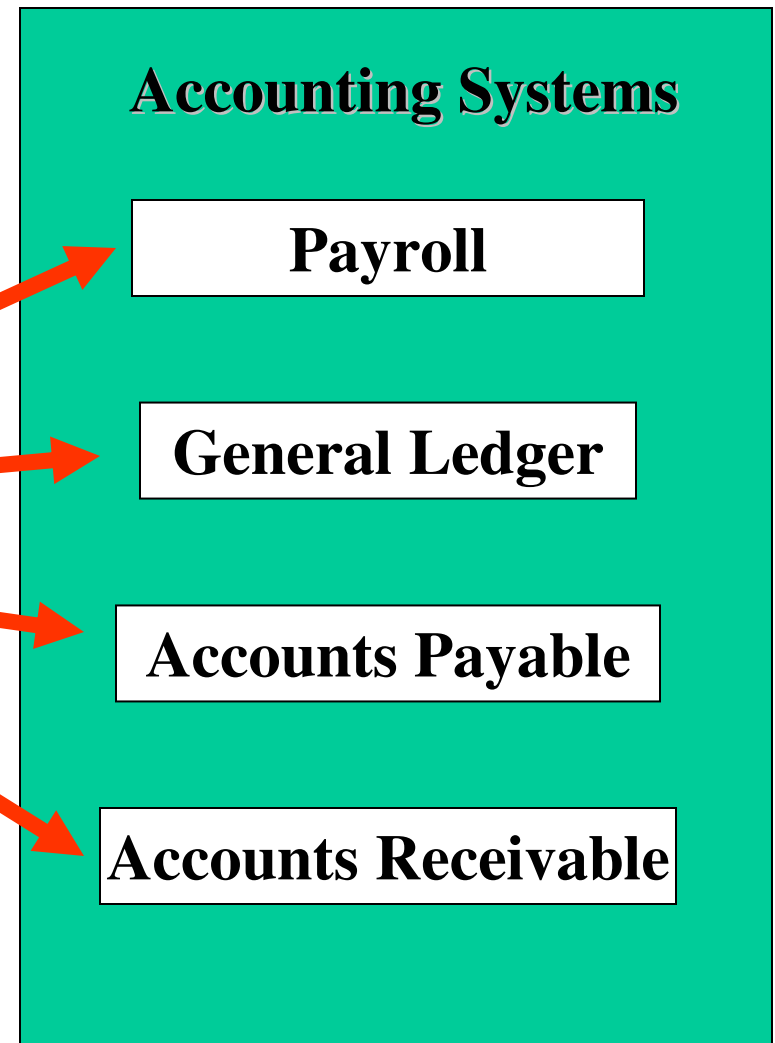 Accounting Systems
Payroll
General Ledger
Accounts Payable
Accounts Receivable